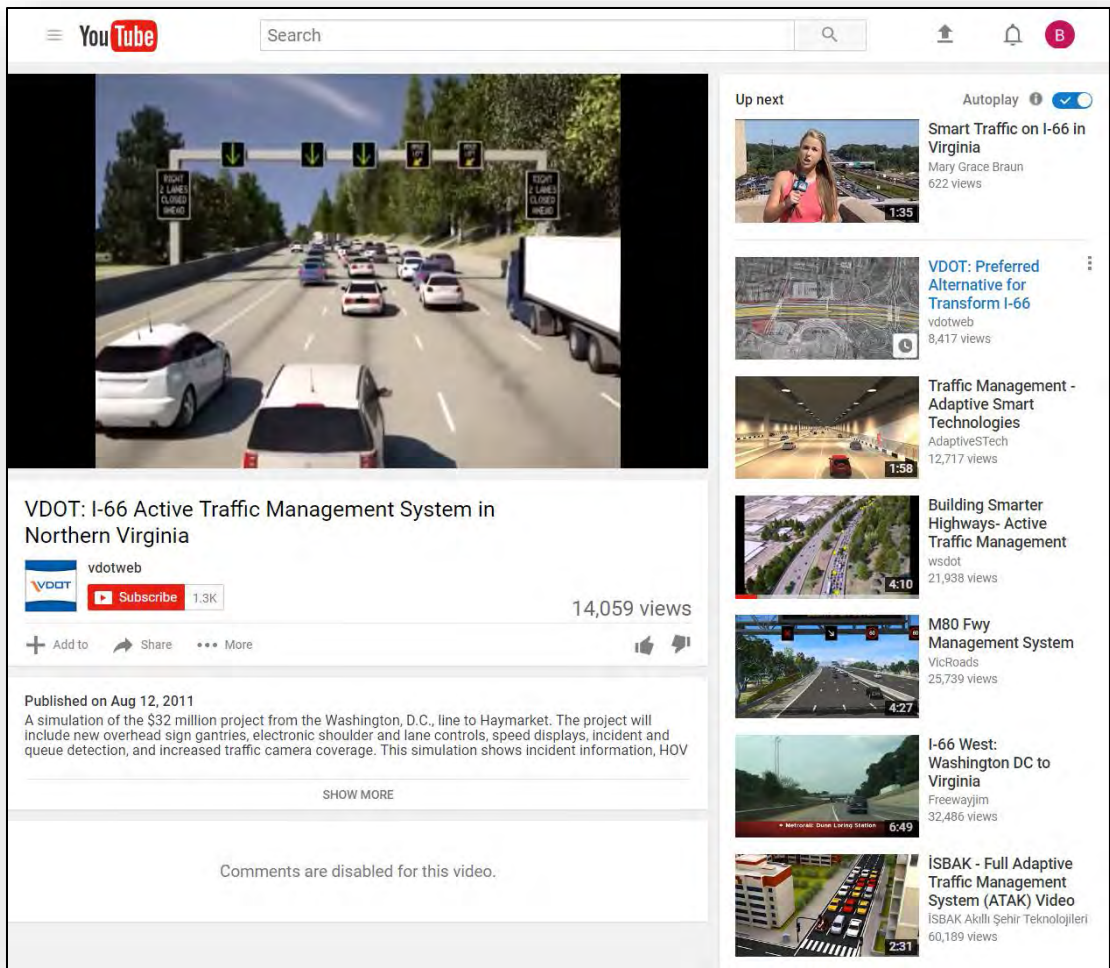 YouTube
Search
B
RIGHT
2 LANES
CLOSED
AHEAD
RIGHT
2 LANES
CLOSED
AHEAD
VDOT: I-66 Active Traffic Management System in
Northern Virginia
VDOT
vdotweb
Subscribe 1.3K
14,059 views
Add to Share More
Published on Aug 12, 2011
A simulation of the $32 million project from the Washington, D.C., line to Haymarket. The project will
include new overhead sign gantries, electronic shoulder and lane controls, speed displays, incident and
queue detection, and increased traffic camera coverage. This simulation shows incident information, HOV
SHOW MORE
Comments are disabled for this video.
Up next Autoplay
1:35
Smart Traffic on I-66 in
Virginia
Mary Grace Braun
622 views
VDOT: Preferred
Alternative for
Transform I-66
vdotweb
8,417 views
1:58
Traffic Management -
Adaptive Smart
Technologies
AdaptiveSTech
12,717 views
4:10
Building Smarter
Highways- Active
Traffic Management
wsdot
21,938 views
4:27
M80 Fwy
Management System
VicRoads
25,739 views
Metrorail: Dunn Loring Station 6:49
I-66 West:
Washington DC to
Virginia
Freewayjim
32,486 views
2:31
İSBAK - Full Adaptive
Traffic Management
System (ATAK) Video
İSBAK Akıllı Şehir Teknolojileri
60,189 views